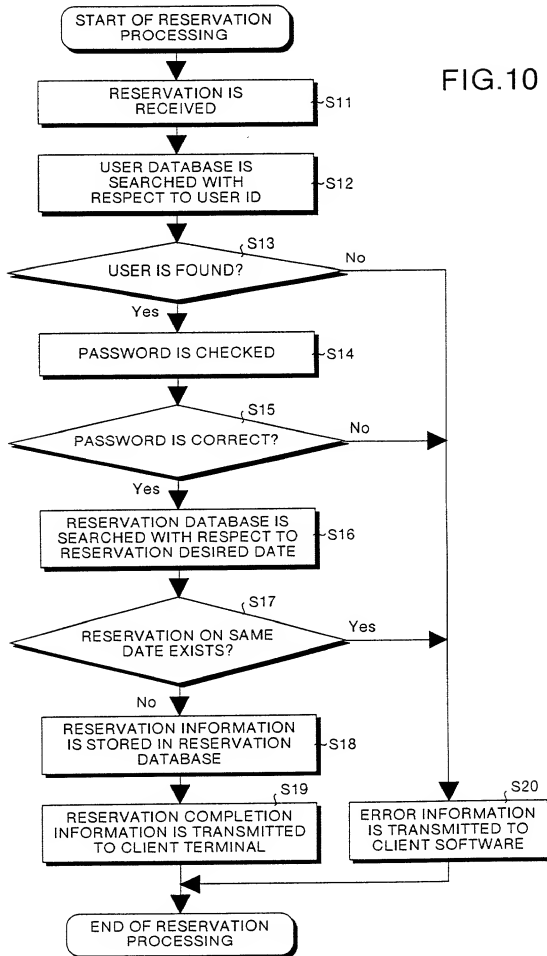 START OF RESERVATION
PROCESSING
FIG.10
RESERVATION IS
RECEIVED
S11
USER DATABASE IS
SEARCHED WITH
RESPECT TO USER ID
S12
S13
USER IS FOUND?
No
Yes
PASSWORD IS CHECKED
S14
S15
PASSWORD IS CORRECT?
No
Yes
RESERVATION DATABASE IS
SEARCHED WITH RESPECT TO
RESERVATION DESIRED DATE
S16
S17
RESERVATION ON SAME
DATE EXISTS?
Yes
No
RESERVATION INFORMATION
IS STORED IN RESERVATION
DATABASE
S18
S19
RESERVATION COMPLETION
INFORMATION IS TRANSMITTED
TO CLIENT TERMINAL
S20
ERROR INFORMATION
IS TRANSMITTED TO
CLIENT SOFTWARE
END OF RESERVATION
PROCESSING